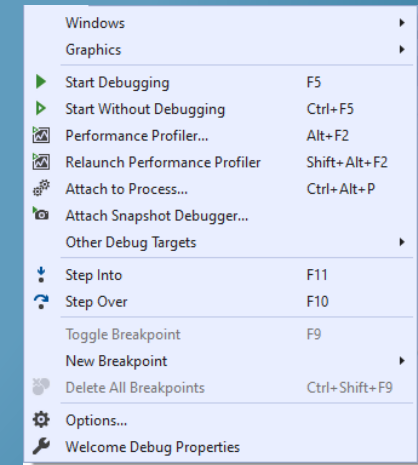 Windows
Graphics
Start Debugging F5
Start Without Debugging Ctrl+F5
Performance Profiler... Alt+F2
Relaunch Performance Profiler Shift+Alt+F2
Attach to Process... Ctrl+Alt+P
Attach Snapshot Debugger...
Other Debug Targets
Step Into F11
Step Over F10
Toggle Breakpoint F9
New Breakpoint
Delete All Breakpoints Ctrl+Shift+F9
Options...
Welcome Debug Properties